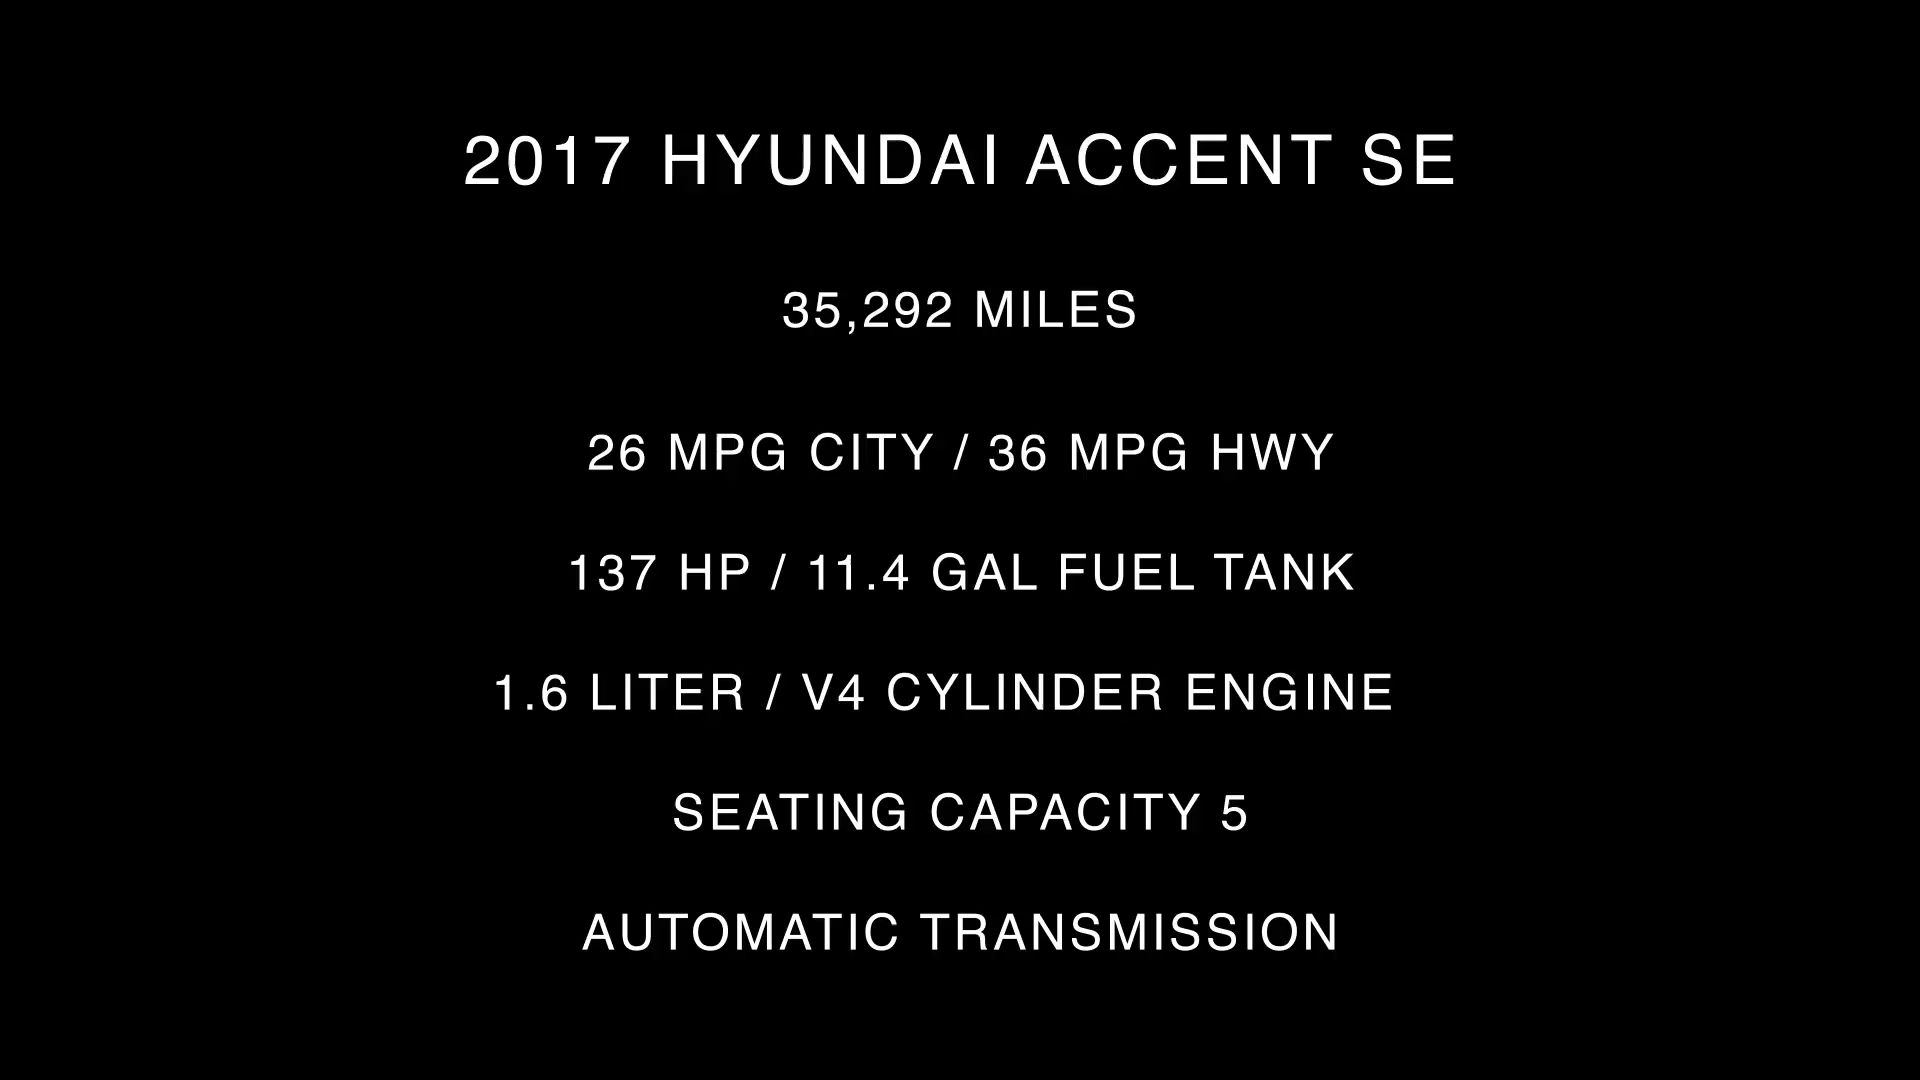 2017 HYUNDAI ACCENT SE
35,292 MILES
26 MPG CITY / 36 MPG HWY
137 HP / 11.4 GAL FUEL TANK
1.6 LITER / V4 CYLINDER ENGINE
SEATING CAPACITY 5
AUTOMATIC TRANSMISSION